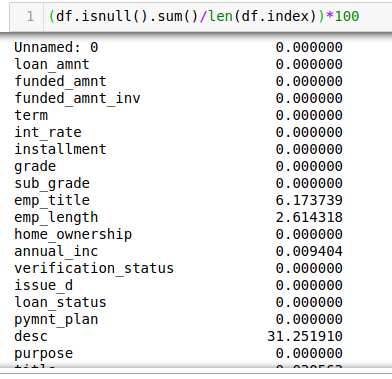 1 (df.isnull().sum()/len(df.index))*100
Unnamed: 0 0.000000
loan_amnt 0.000000
funded_amnt 0.000000
funded_amnt_inv 0.000000
term 0.000000
int_rate 0.000000
installment 0.000000
grade 0.000000
sub_grade 0.000000
emp_title 6.173739
emp_length 2.614318
home_ownership 0.000000
annual_inc 0.009404
verification_status 0.000000
issue_d 0.000000
loan_status 0.000000
pymnt_plan 0.000000
desc 31.251910
purpose 0.000000